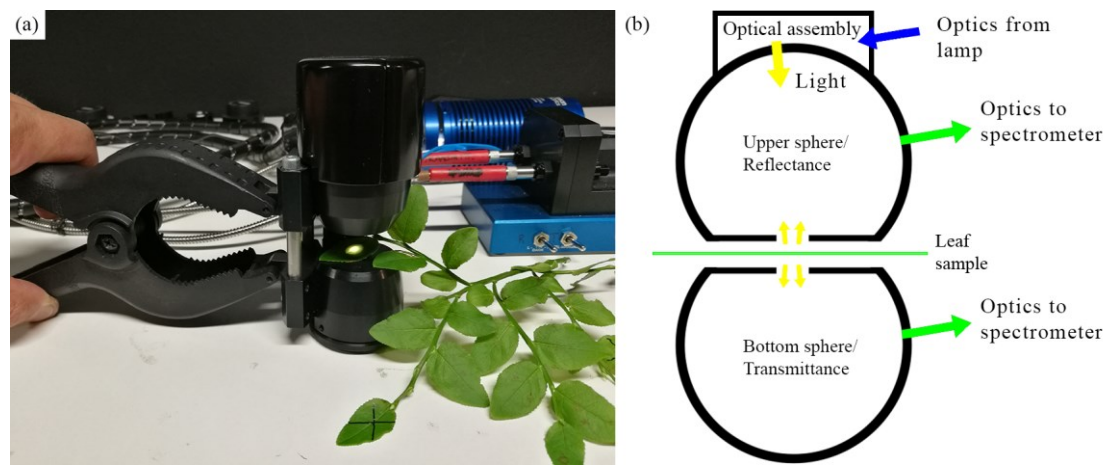 (a)
(b)
Optical assembly
Optics from
lamp
Light
Optics to
spectrometer
Upper sphere/
Reflectance
Leaf
sample
Optics to
spectrometer
Bottom sphere/
Transmittance